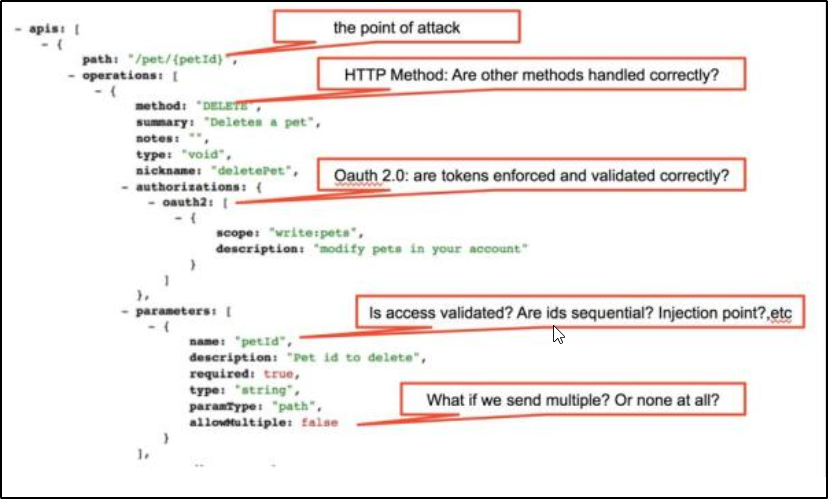 the point of attack
- apis: [
- {
path: "/pet/{petId}",
- operations: [
HTTP Method: Are other methods handled correctly?
- {
method: "DELETE",
summary: "Deletes a pet",
notes: "",
type: "void",
nickname: "deletePet",
Oauth 2.0: are tokens enforced and validated correctly?
- authorizations: {
- oauth2: [
- {
scope: "write:pets",
description: "modify pets in your account"
}
]
},
- parameters: [
Is access validated? Are ids sequential? Injection point?,etc
- {
name: "petId",
description: "Pet id to delete",
required: true,
type: "string",
What if we send multiple? Or none at all?
paramType: "path",
allowMultiple: false
}
],